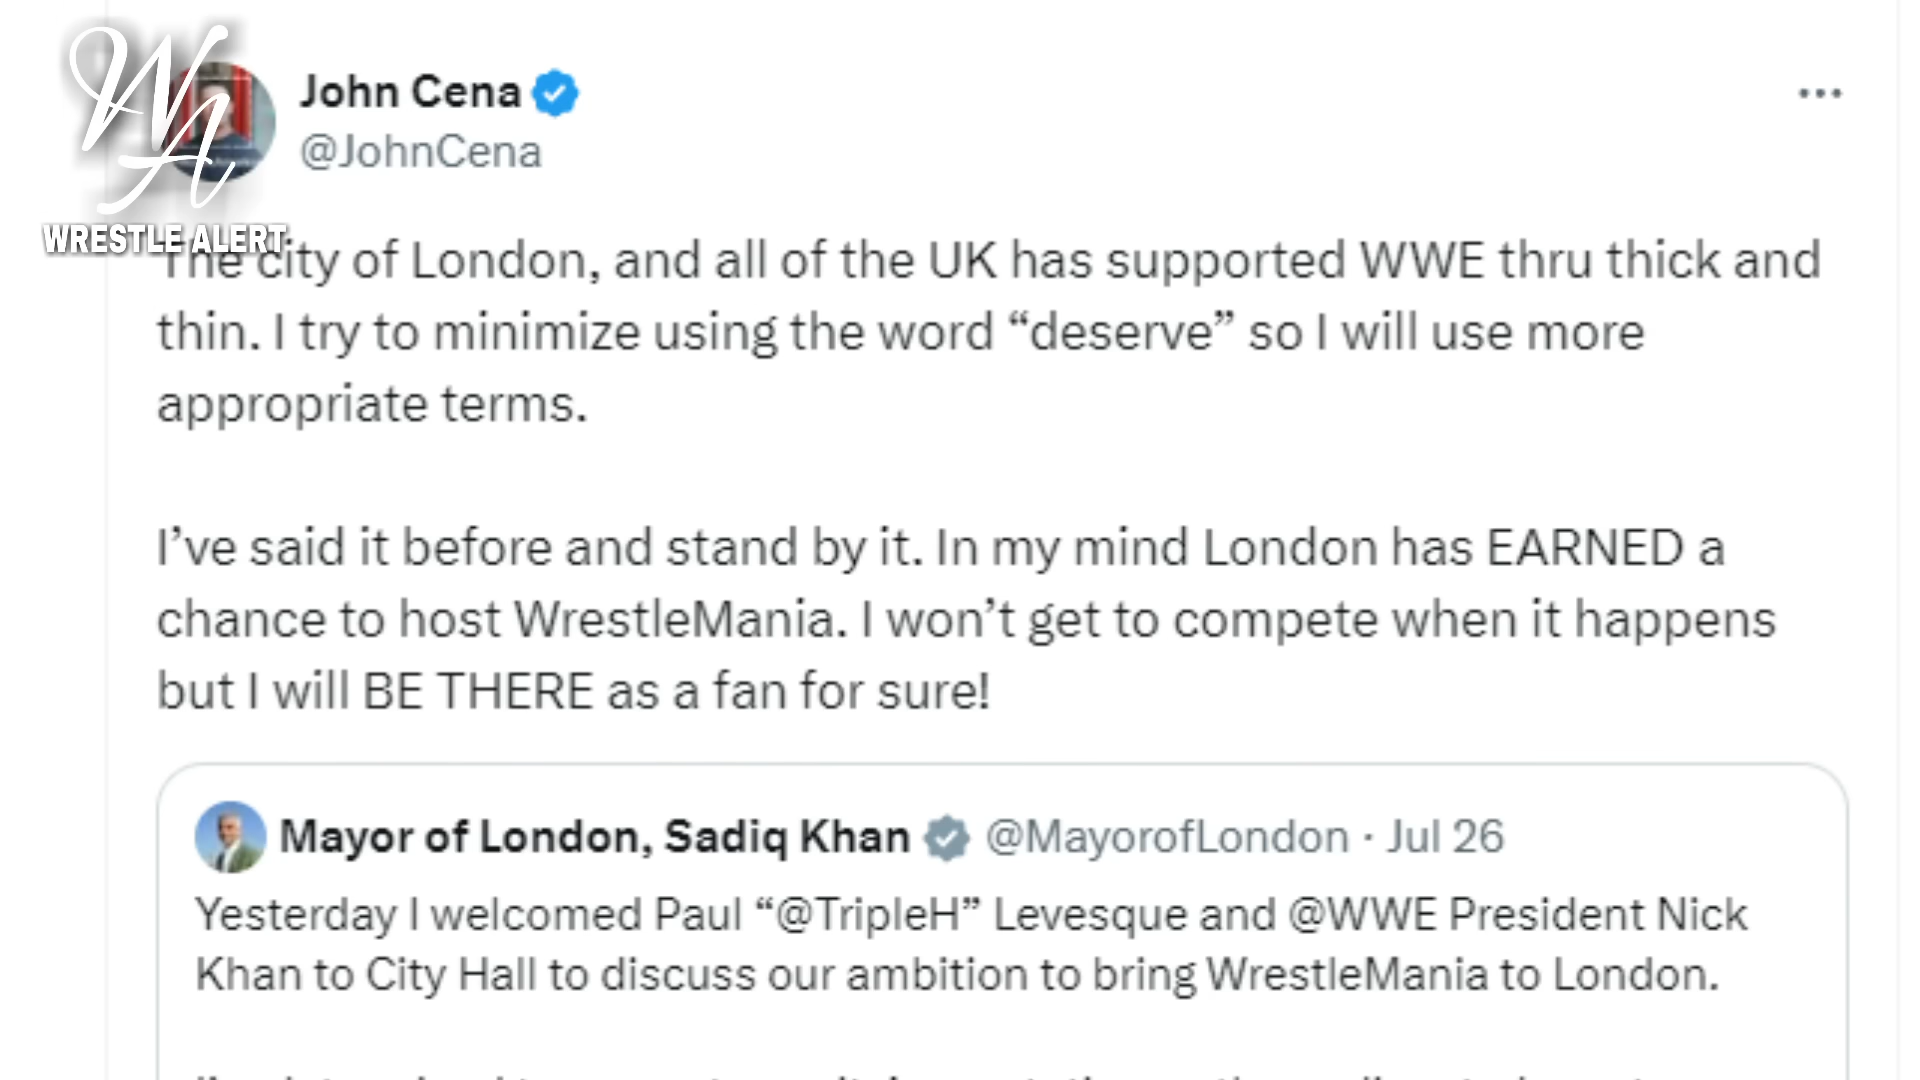 WA
WRESTLE ALERT
John Cena
@JohnCena
The city of London, and all of the UK has supported WWE thru thick and
thin. I try to minimize using the word “deserve” so I will use more
appropriate terms.
I’ve said it before and stand by it. In my mind London has EARNED a
chance to host WrestleMania. I won’t get to compete when it happens
but I will BE THERE as a fan for sure!
Mayor of London, Sadiq Khan @MayorofLondon · Jul 26
Yesterday I welcomed Paul “@TripleH” Levesque and @WWE President Nick
Khan to City Hall to discuss our ambition to bring WrestleMania to London.